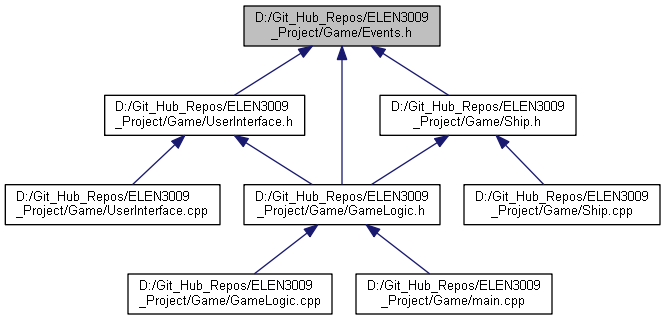 D:/Git_Hub_Repos/ELEN3009
_Project/Game/Events.h
D:/Git_Hub_Repos/ELEN3009
_Project/Game/UserInterface.h
D:/Git_Hub_Repos/ELEN3009
_Project/Game/Ship.h
D:/Git_Hub_Repos/ELEN3009
_Project/Game/UserInterface.cpp
D:/Git_Hub_Repos/ELEN3009
_Project/Game/GameLogic.h
D:/Git_Hub_Repos/ELEN3009
_Project/Game/Ship.cpp
D:/Git_Hub_Repos/ELEN3009
_Project/Game/GameLogic.cpp
D:/Git_Hub_Repos/ELEN3009
_Project/Game/main.cpp